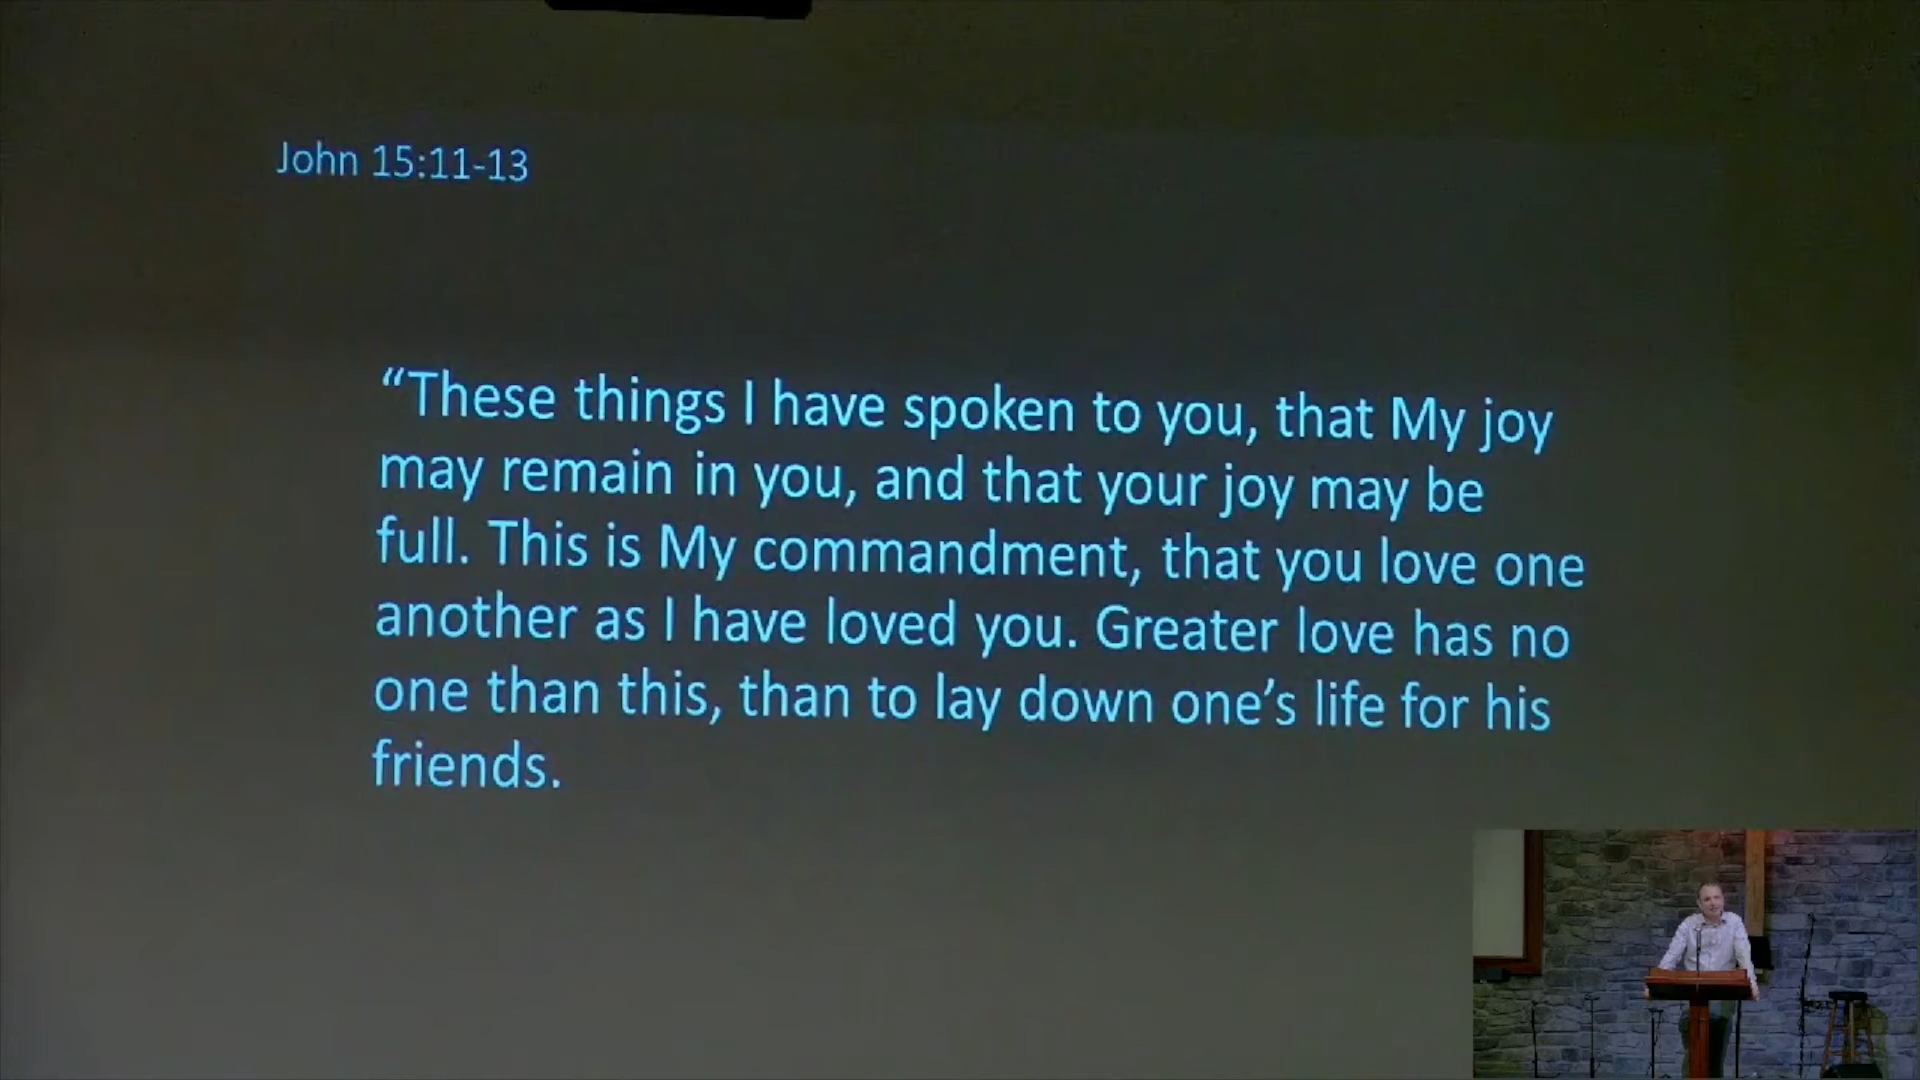 John 15:11-13
“These things I have spoken to you, that My joy
may remain in you, and that your joy may be
full. This is My commandment, that you love one
another as I have loved you. Greater love has no
one than this, than to lay down one’s life for his
friends.